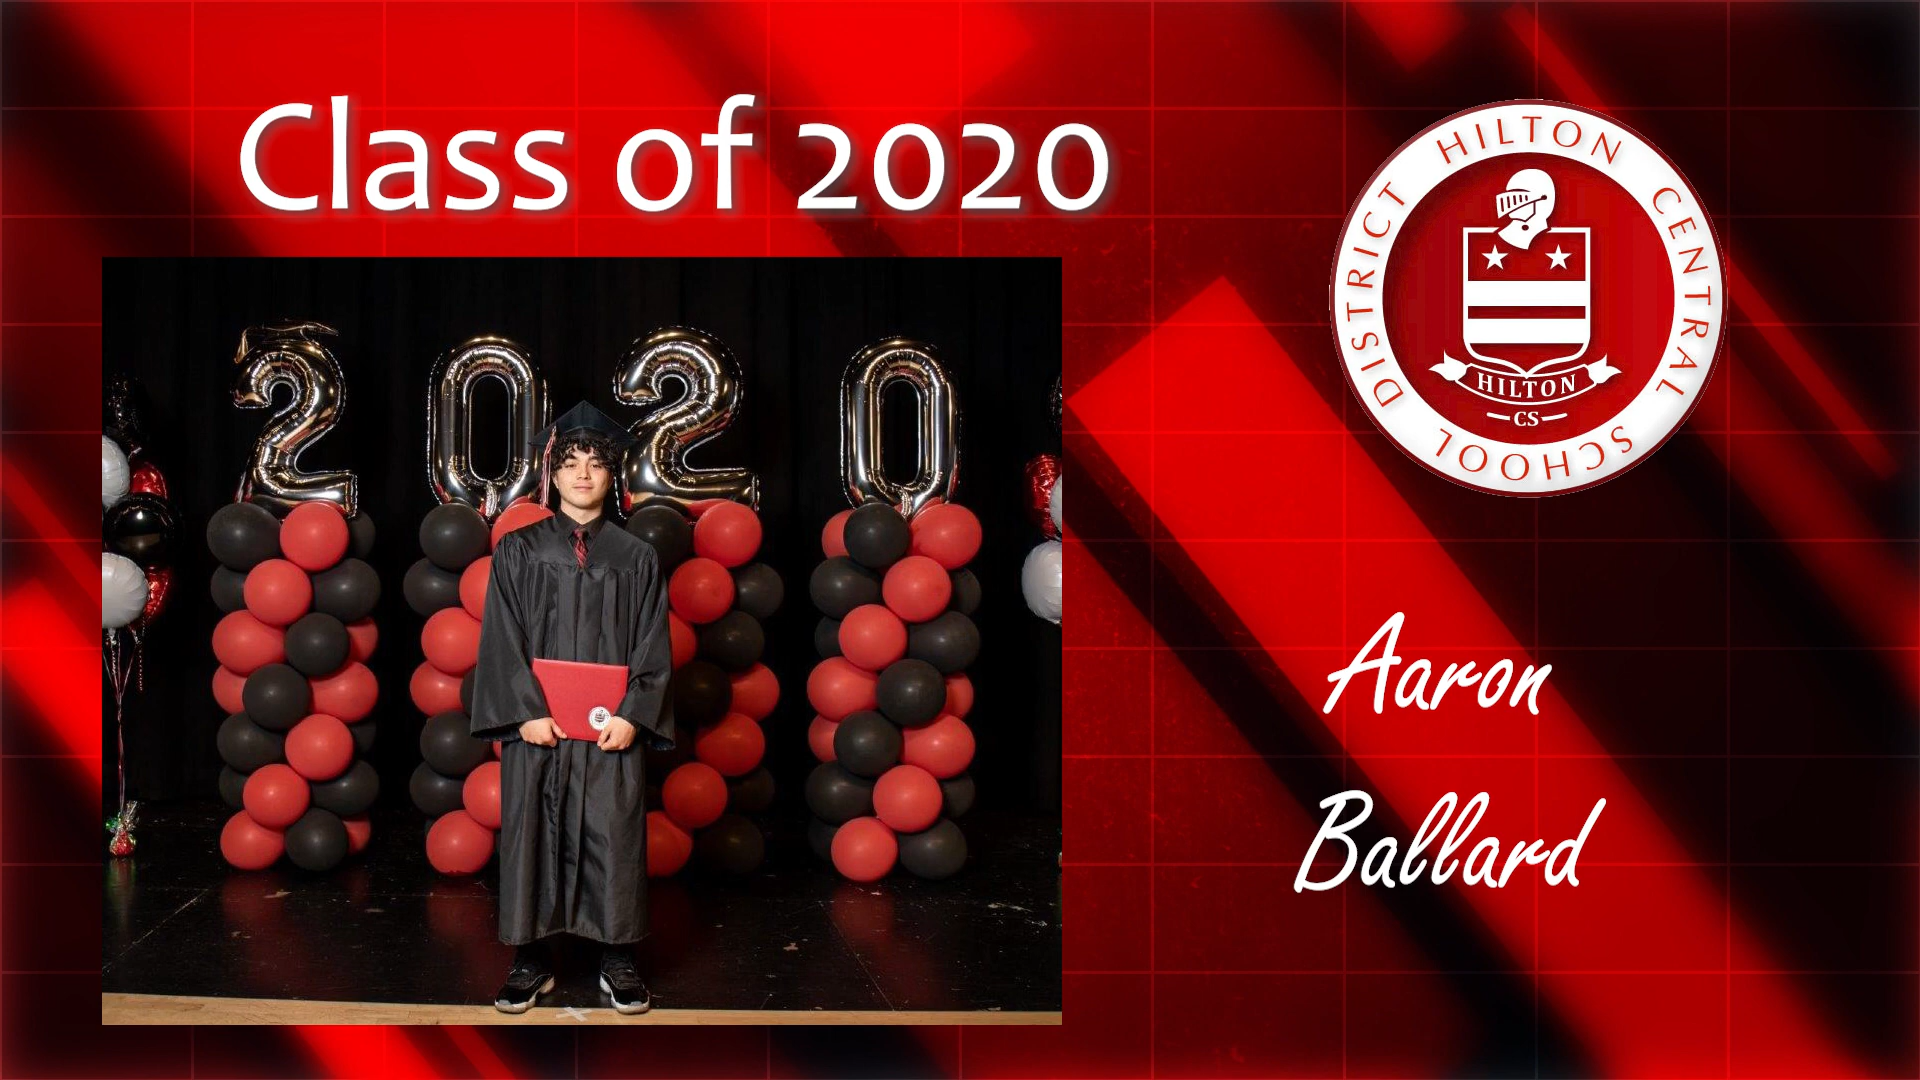 Class of 2020
HILTON CENTRAL SCHOOL DISTRICT
HILTON
CS
2020
Aaron
Ballard